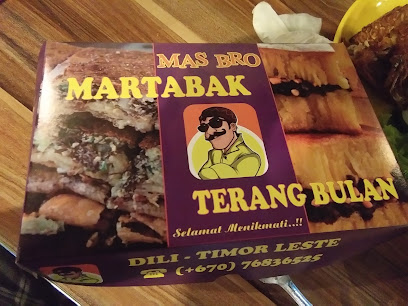 MAS BRO
MARTABAK
TERANG BULAN
Selamat Menikmati..!!
DILI - TIMOR LESTE
☎ (+670) 76836525